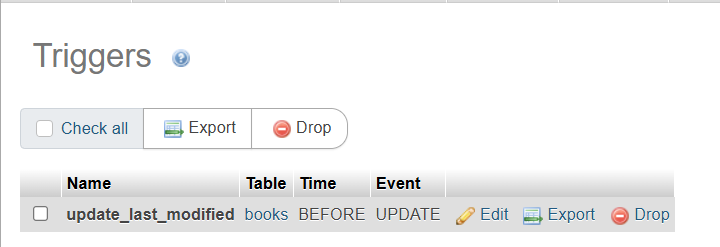 Triggers
Check all Export Drop
Name Table Time Event
update_last_modified books BEFORE UPDATE Edit Export Drop